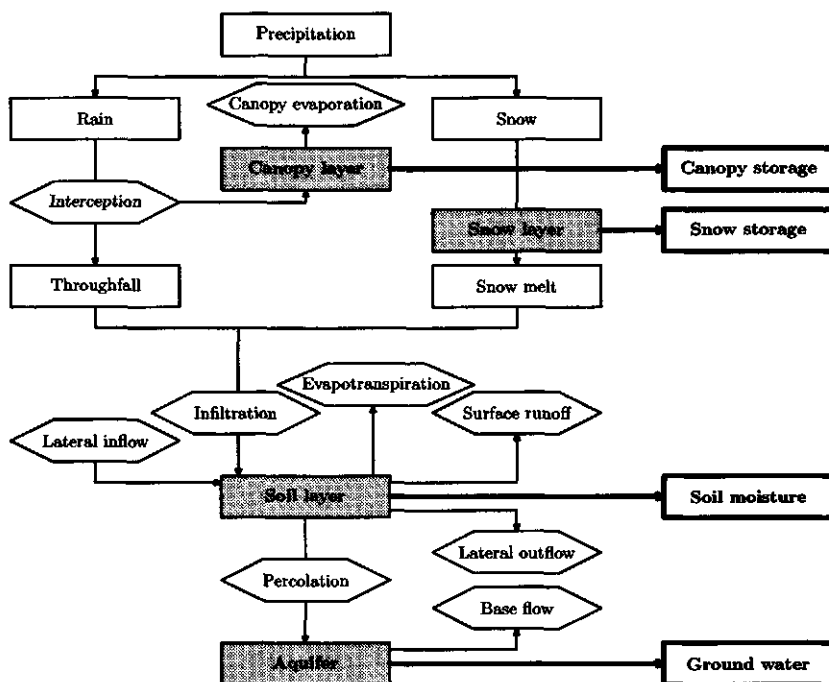 Precipitation
Canopy evaporation
Rain
Snow
Canopy layer
Canopy storage
Interception
Snow layer
Snow storage
Throughfall
Snow melt
Evapotranspiration
Infiltration
Surface runoff
Lateral inflow
Soil layer
Soil moisture
Lateral outflow
Percolation
Base flow
Aquifer
Ground water